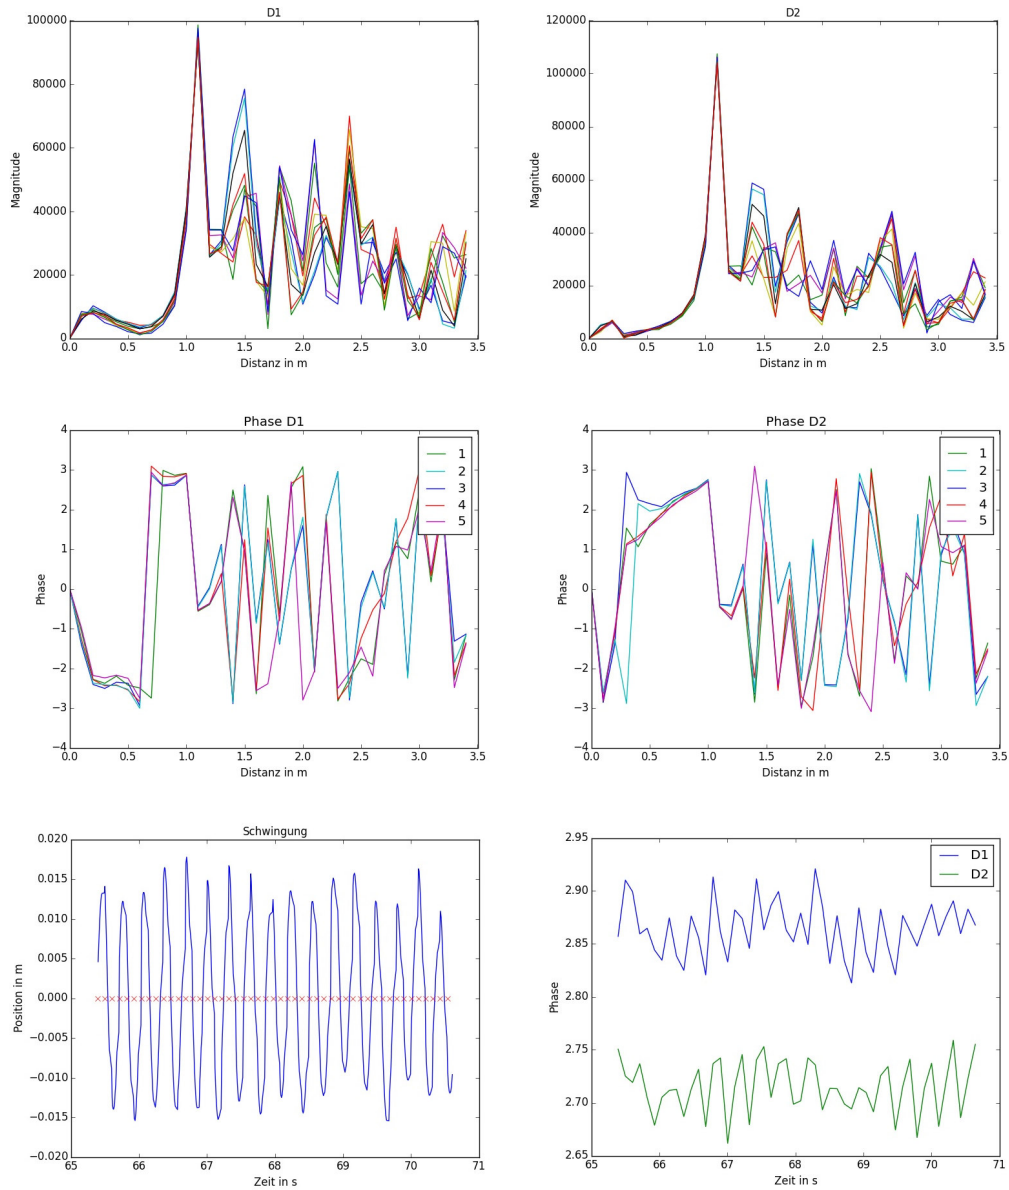 D1
100000
80000
60000
40000
20000
0
Magnitude
0.0 0.5 1.0 1.5 2.0 2.5 3.0 3.5
Distanz in m
D2
120000
100000
80000
60000
40000
20000
0
Magnitude
0.0 0.5 1.0 1.5 2.0 2.5 3.0 3.5
Distanz in m
Phase D1
4
3
2
1
0
−1
−2
−3
−4
Phase
1
2
3
4
5
0.0 0.5 1.0 1.5 2.0 2.5 3.0 3.5
Distanz in m
Phase D2
4
3
2
1
0
−1
−2
−3
−4
Phase
1
2
3
4
5
0.0 0.5 1.0 1.5 2.0 2.5 3.0 3.5
Distanz in m
Schwingung
0.020
0.015
0.010
0.005
0.000
−0.005
−0.010
−0.015
−0.020
Position in m
65 66 67 68 69 70 71
Zeit in s
2.95
2.90
2.85
2.80
2.75
2.70
2.65
Phase
D1
D2
65 66 67 68 69 70 71
Zeit in s